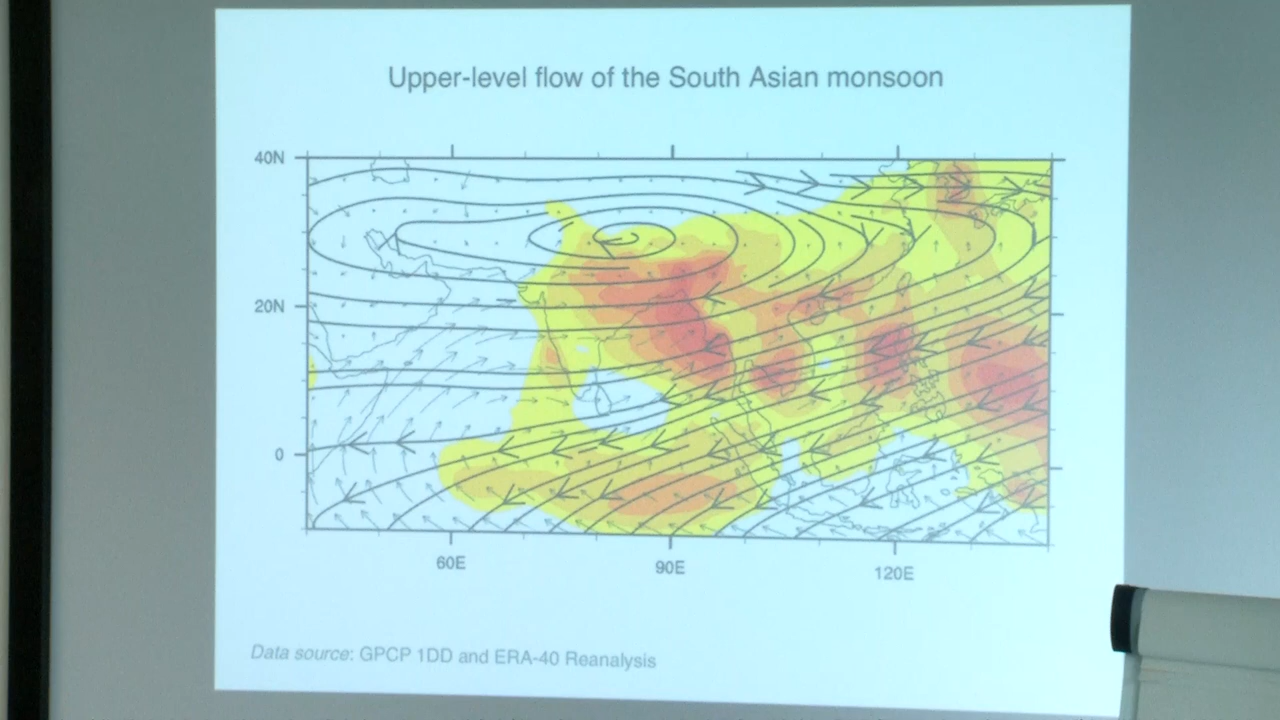 Upper-level flow of the South Asian monsoon
40N
20N
0
60E
90E
120E
Data source: GPCP 1DD and ERA-40 Reanalysis